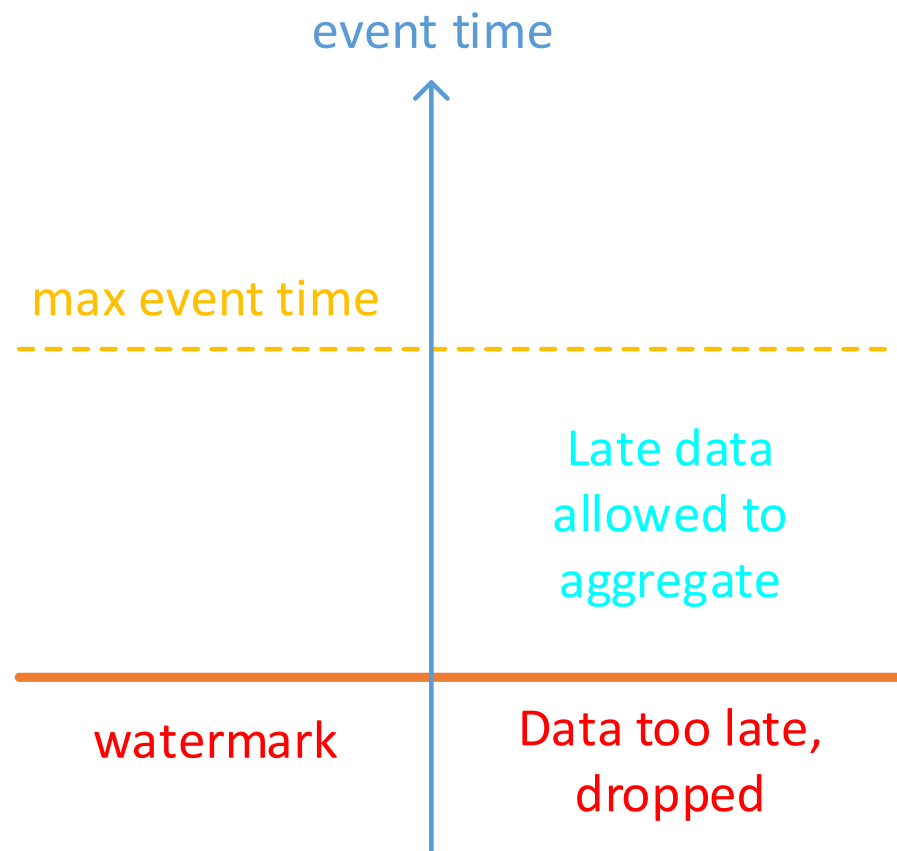 event time
max event time
Late data
allowed to
aggregate
watermark
Data too late,
dropped